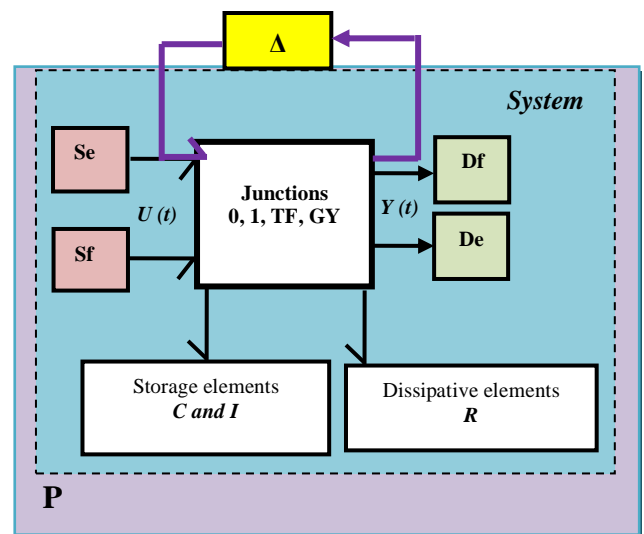 Δ
System
Se
Df
Junctions
0, 1, TF, GY
U (t)
Y (t)
Sf
De
Storage elements
C and I
Dissipative elements
R
P